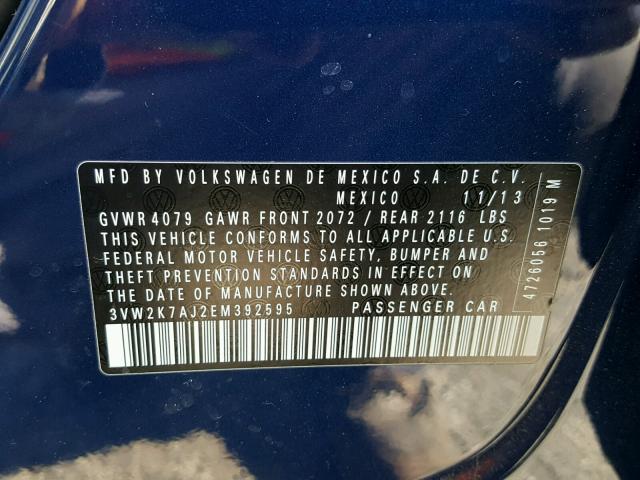 MFD BY VOLKSWAGEN DE MEXICO S.A. DE C.V.
MEXICO 11/13
GVWR 4079 GAWR FRONT 2072 / REAR 2116 LBS
THIS VEHICLE CONFORMS TO ALL APPLICABLE U.S.
FEDERAL MOTOR VEHICLE SAFETY, BUMPER AND
THEFT PREVENTION STANDARDS IN EFFECT ON
THE DATE OF MANUFACTURE SHOWN ABOVE.
3VW2K7AJ2EM392595 PASSENGER CAR
4726056 1019 M